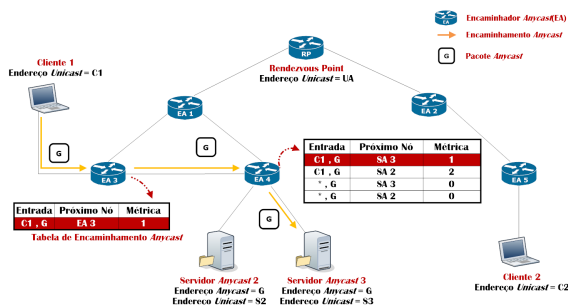 Encaminhador Anycast(EA)
Encaminhamento Anycast
G
Pacote Anycast
RP
Rendezvous Point
Endereço Unicast = UA
Cliente 1
Endereço Unicast = C1
EA 1
EA 2
G
G
EA 3
EA 4
EA 5
Entrada Próximo Nó Métrica
C1 , G SA 3 1
C1 , G SA 2 2
* , G SA 3 0
* , G SA 2 0
Entrada Próximo Nó Métrica
C1 , G EA 3 1
Tabela de Encaminhamento Anycast
G
Servidor Anycast 2
Endereço Anycast = G
Endereço Unicast = S2
Servidor Anycast 3
Endereço Anycast = G
Endereço Unicast = S3
Cliente 2
Endereço Unicast = C2